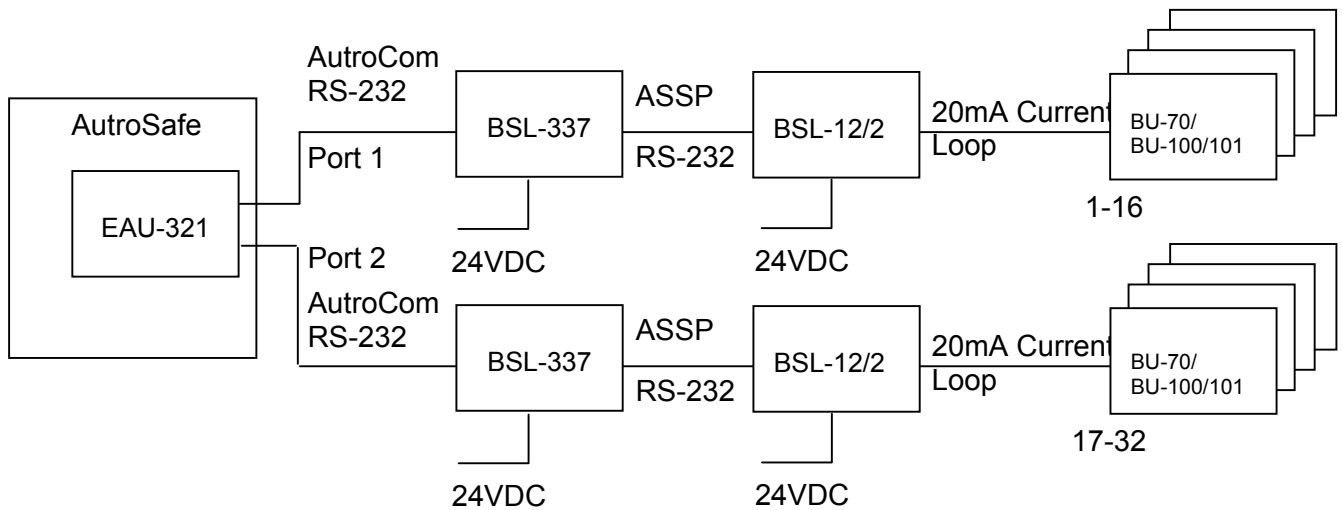 AutroSafe
EAU-321
AutroCom
RS-232
Port 1
BSL-337
24VDC
ASSP
RS-232
BSL-12/2
24VDC
20mA Current
Loop
BU-70/
BU-100/101
1-16
Port 2
AutroCom
RS-232
BSL-337
24VDC
ASSP
RS-232
BSL-12/2
24VDC
20mA Current
Loop
BU-70/
BU-100/101
17-32